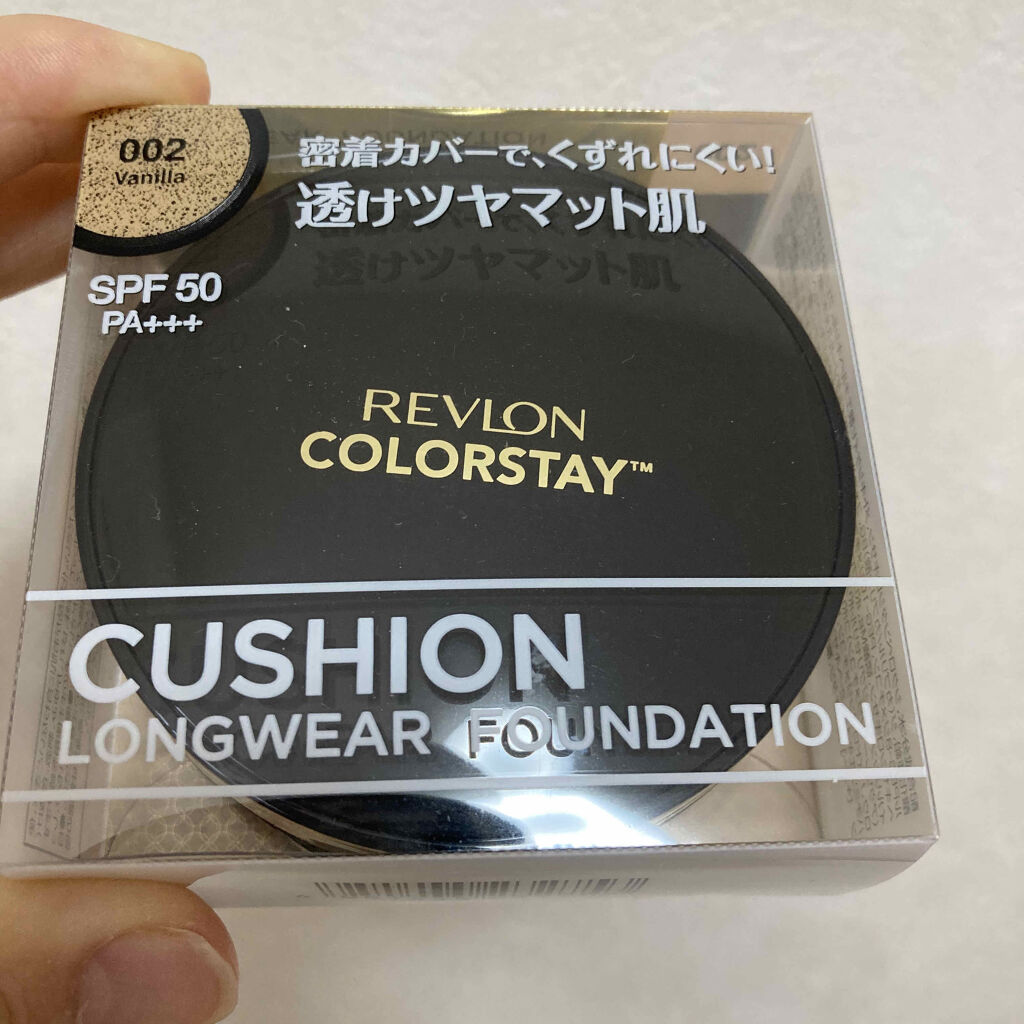 002
Vanilla
密着カバーで、くずれにくい!
透けツヤマット肌
SPF 50
PA+++
REVLON
COLORSTAY™
CUSHION
LONGWEAR FOUNDATION